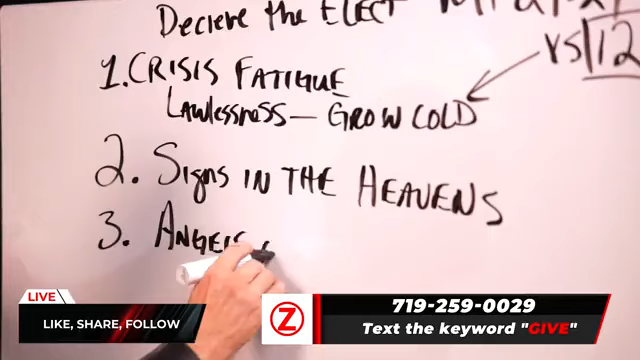 Decieve the ELECT
vs 12
1. CRISIS FATIGUE
LAWlessness — GROW COLD
2. Signs IN THE HEAVENS
3. ANGEls
LIVE
LIKE, SHARE, FOLLOW
Z
719-259-0029
Text the keyword "GIVE"